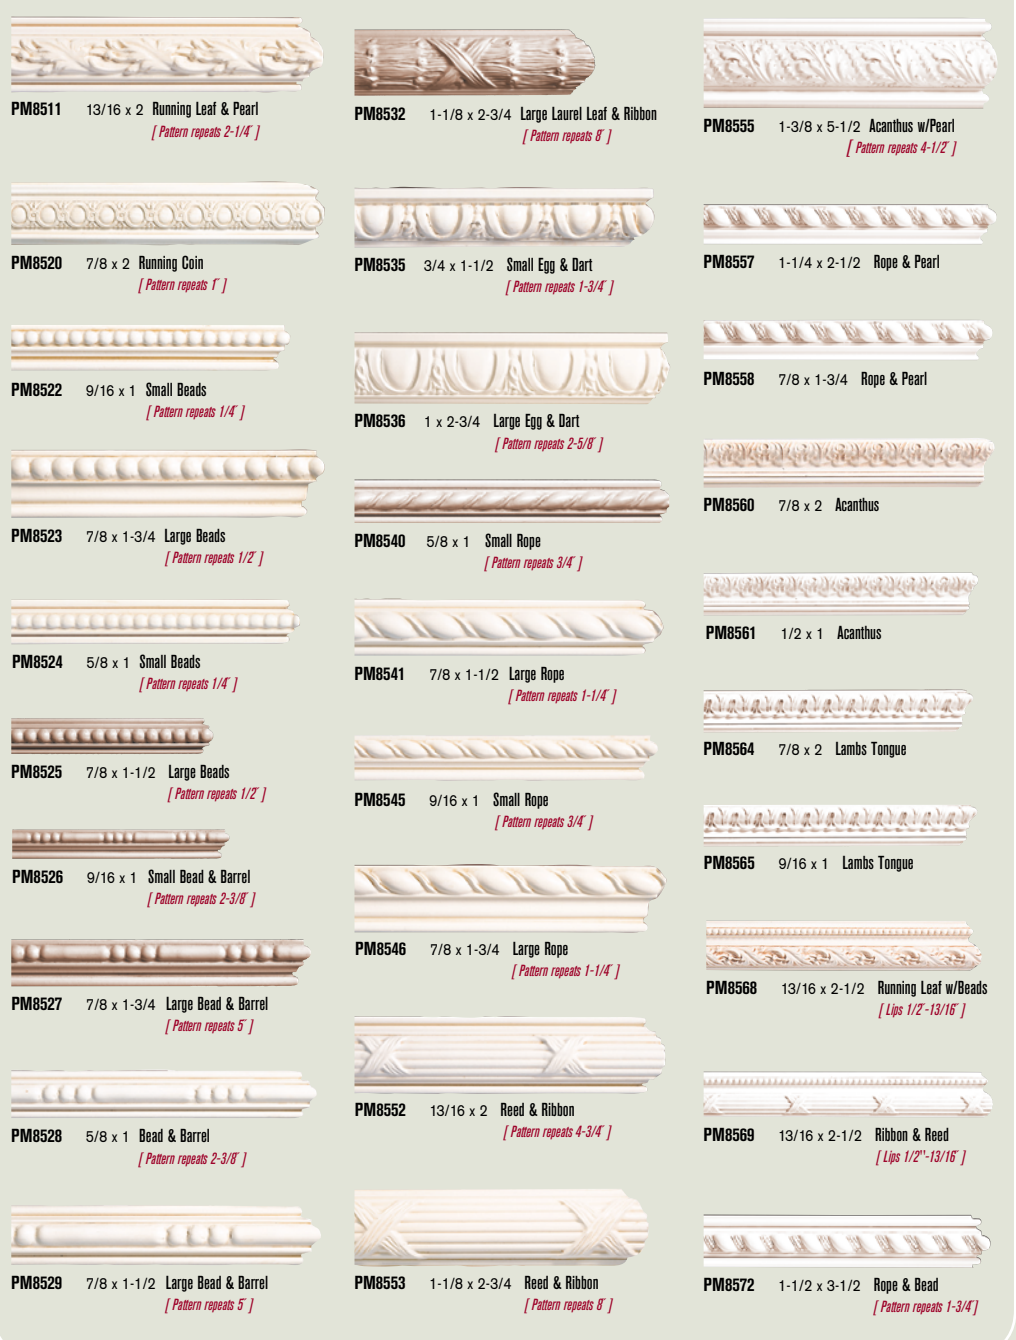 PM8511 13/16 x 2 Running Leaf & Pearl
[ Pattern repeats 2-1/4" ]
PM8520 7/8 x 2 Running Coin
[ Pattern repeats 1" ]
PM8522 9/16 x 1 Small Beads
[ Pattern repeats 1/4" ]
PM8523 7/8 x 1-3/4 Large Beads
[ Pattern repeats 1/2" ]
PM8524 5/8 x 1 Small Beads
[ Pattern repeats 1/4" ]
PM8525 7/8 x 1-1/2 Large Beads
[ Pattern repeats 1/2" ]
PM8526 9/16 x 1 Small Bead & Barrel
[ Pattern repeats 2-3/8" ]
PM8527 7/8 x 1-3/4 Large Bead & Barrel
[ Pattern repeats 5" ]
PM8528 5/8 x 1 Bead & Barrel
[ Pattern repeats 2-3/8" ]
PM8529 7/8 x 1-1/2 Large Bead & Barrel
[ Pattern repeats 5" ]
PM8532 1-1/8 x 2-3/4 Large Laurel Leaf & Ribbon
[ Pattern repeats 8" ]
PM8535 3/4 x 1-1/2 Small Egg & Dart
[ Pattern repeats 1-3/4" ]
PM8536 1 x 2-3/4 Large Egg & Dart
[ Pattern repeats 2-5/8" ]
PM8540 5/8 x 1 Small Rope
[ Pattern repeats 3/4" ]
PM8541 7/8 x 1-1/2 Large Rope
[ Pattern repeats 1-1/4" ]
PM8545 9/16 x 1 Small Rope
[ Pattern repeats 3/4" ]
PM8546 7/8 x 1-3/4 Large Rope
[ Pattern repeats 1-1/4" ]
PM8552 13/16 x 2 Reed & Ribbon
[ Pattern repeats 4-3/4" ]
PM8553 1-1/8 x 2-3/4 Reed & Ribbon
[ Pattern repeats 8" ]
PM8555 1-3/8 x 5-1/2 Acanthus w/Pearl
[ Pattern repeats 4-1/2" ]
PM8557 1-1/4 x 2-1/2 Rope & Pearl
PM8558 7/8 x 1-3/4 Rope & Pearl
PM8560 7/8 x 2 Acanthus
PM8561 1/2 x 1 Acanthus
PM8564 7/8 x 2 Lambs Tongue
PM8565 9/16 x 1 Lambs Tongue
PM8568 13/16 x 2-1/2 Running Leaf w/Beads
[ Lips 1/2"-13/16" ]
PM8569 13/16 x 2-1/2 Ribbon & Reed
[ Lips 1/2"-13/16" ]
PM8572 1-1/2 x 3-1/2 Rope & Bead
[ Pattern repeats 1-3/4"]